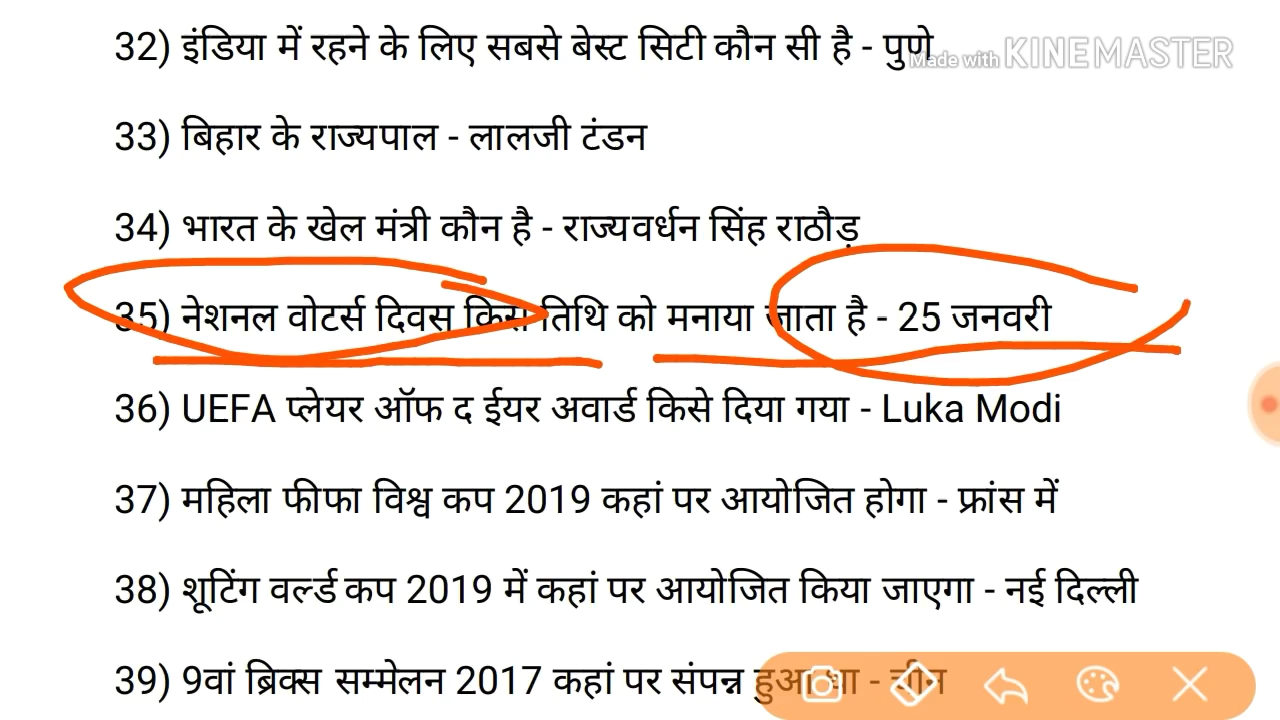 32) इंडिया में रहने के लिए सबसे बेस्ट सिटी कौन सी है - पुणे
Made with KINEMASTER
33) बिहार के राज्यपाल - लालजी टंडन
34) भारत के खेल मंत्री कौन है - राज्यवर्धन सिंह राठौड़
35) नेशनल वोटर्स दिवस किस तिथि को मनाया जाता है - 25 जनवरी
36) UEFA प्लेयर ऑफ द ईयर अवार्ड किसे दिया गया - Luka Modi
37) महिला फीफा विश्व कप 2019 कहां पर आयोजित होगा - फ्रांस में
38) शूटिंग वर्ल्ड कप 2019 में कहां पर आयोजित किया जाएगा - नई दिल्ली
39) 9वां ब्रिक्स सम्मेलन 2017 कहां पर संपन्न हुआ था - चीन